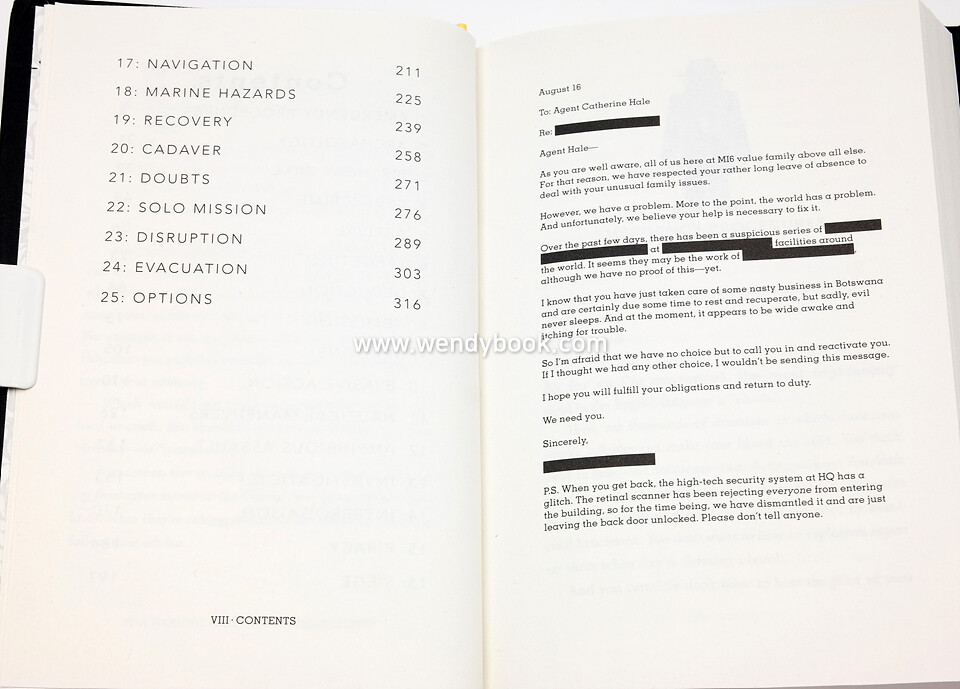 17: NAVIGATION 211
18: MARINE HAZARDS 225
19: RECOVERY 239
20: CADAVER 258
21: DOUBTS 271
22: SOLO MISSION 276
23: DISRUPTION 289
24: EVACUATION 303
25: OPTIONS 316
VIII · CONTENTS
August 16
To: Agent Catherine Hale
Re:
Agent Hale—
As you are well aware, all of us here at MI6 value family above all else.
For that reason, we have respected your rather long leave of absence to
deal with your unusual family issues.
However, we have a problem. More to the point, the world has a problem.
And unfortunately, we believe your help is necessary to fix it.
Over the past few days, there has been a suspicious series of
at facilities around
the world. It seems they may be the work of ,
although we have no proof of this—yet.
I know that you have just taken care of some nasty business in Botswana
and are certainly due some time to rest and recuperate, but sadly, evil
never sleeps. And at the moment, it appears to be wide awake and
itching for trouble.
www.wendybook.com
So I'm afraid that we have no choice but to call you in and reactivate you.
If I thought we had any other choice, I wouldn't be sending this message.
I hope you will fulfill your obligations and return to duty.
We need you.
Sincerely,
P.S. When you get back, the high-tech security system at HQ has a
glitch. The retinal scanner has been rejecting everyone from entering
the building, so for the time being, we have dismantled it and are just
leaving the back door unlocked. Please don't tell anyone.